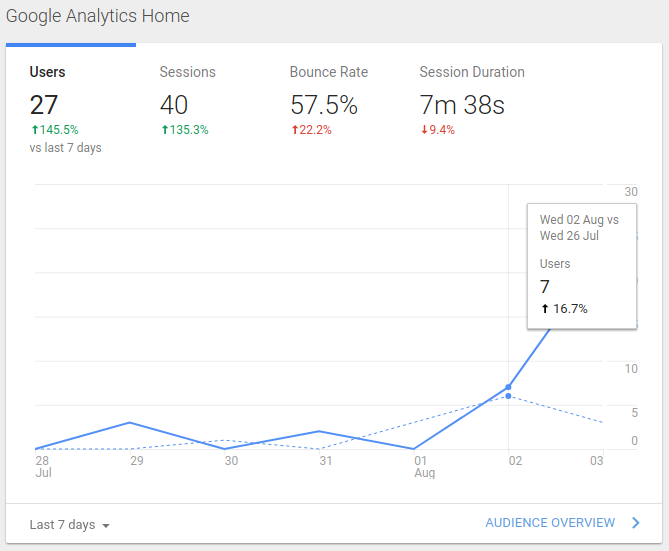 Google Analytics Home
Users
27
↑145.5%
vs last 7 days
Sessions
40
↑135.3%
Bounce Rate
57.5%
↑22.2%
Session Duration
7m 38s
↓9.4%
30
Wed 02 Aug vs
Wed 26 Jul
Users
7
↑ 16.7%
10
5
0
28
Jul
29
30
31
01
Aug
02
03
Last 7 days
AUDIENCE OVERVIEW